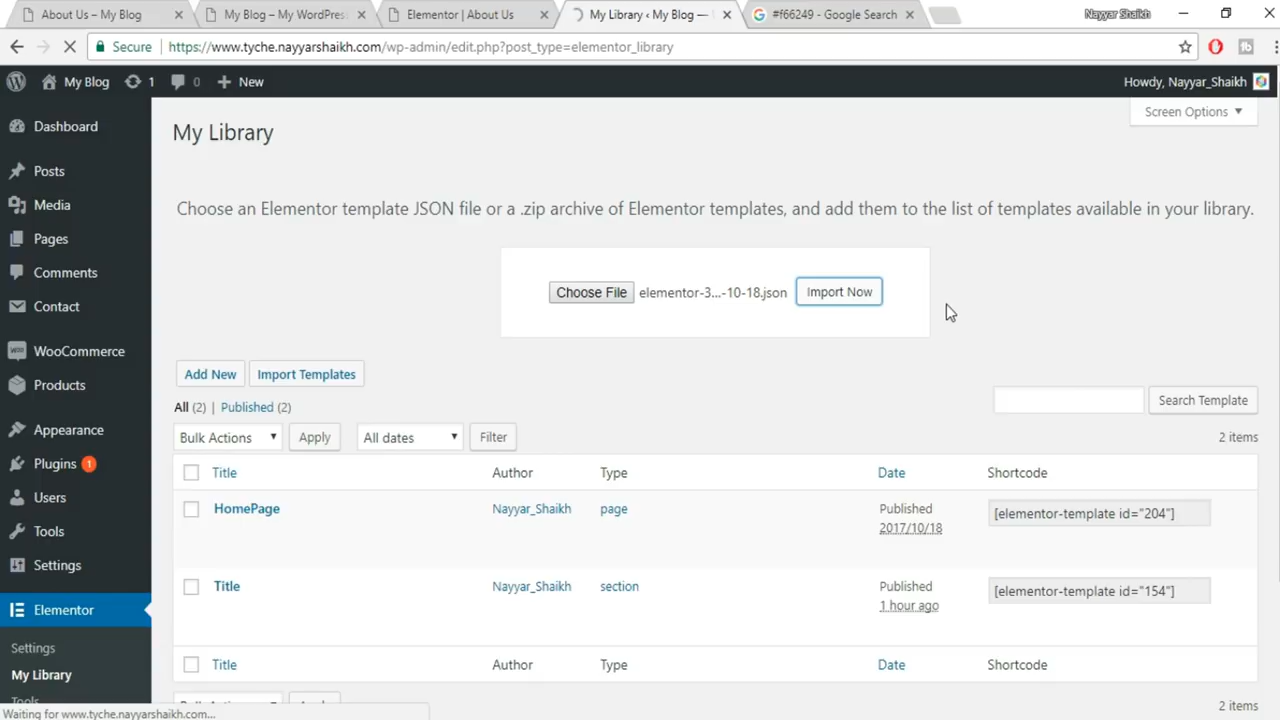 About Us – My Blog
My Blog – My WordPress
Elementor | About Us
My Library ‹ My Blog —
#f66249 - Google Search
Nayyar Shaikh
Secure
https://www.tyche.nayyarshaikh.com/wp-admin/edit.php?post_type=elementor_library
My Blog
1
0
New
Howdy, Nayyar_Shaikh
Screen Options
Dashboard
Posts
Media
Pages
Comments
Contact
WooCommerce
Products
Appearance
Plugins 1
Users
Tools
Settings
Elementor
Settings
My Library
Tools
My Library
Choose an Elementor template JSON file or a .zip archive of Elementor templates, and add them to the list of templates available in your library.
Choose File elementor-3...-10-18.json Import Now
Add New Import Templates
All (2) | Published (2)
Search Template
Bulk Actions Apply All dates Filter
2 items
Title Author Type Date Shortcode
HomePage Nayyar_Shaikh page Published [elementor-template id="204"]
2017/10/18
Title Nayyar_Shaikh section Published [elementor-template id="154"]
1 hour ago
Title Author Type Date Shortcode
Bulk Actions Apply
2 items
Waiting for www.tyche.nayyarshaikh.com...